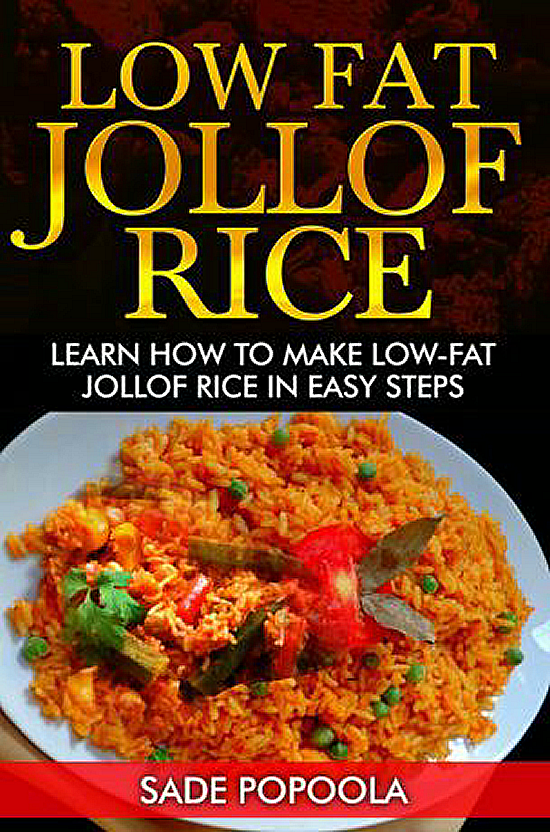 LOW FAT
JOLLOF
RICE
LEARN HOW TO MAKE LOW-FAT
JOLLOF RICE IN EASY STEPS
SADE POPOOLA